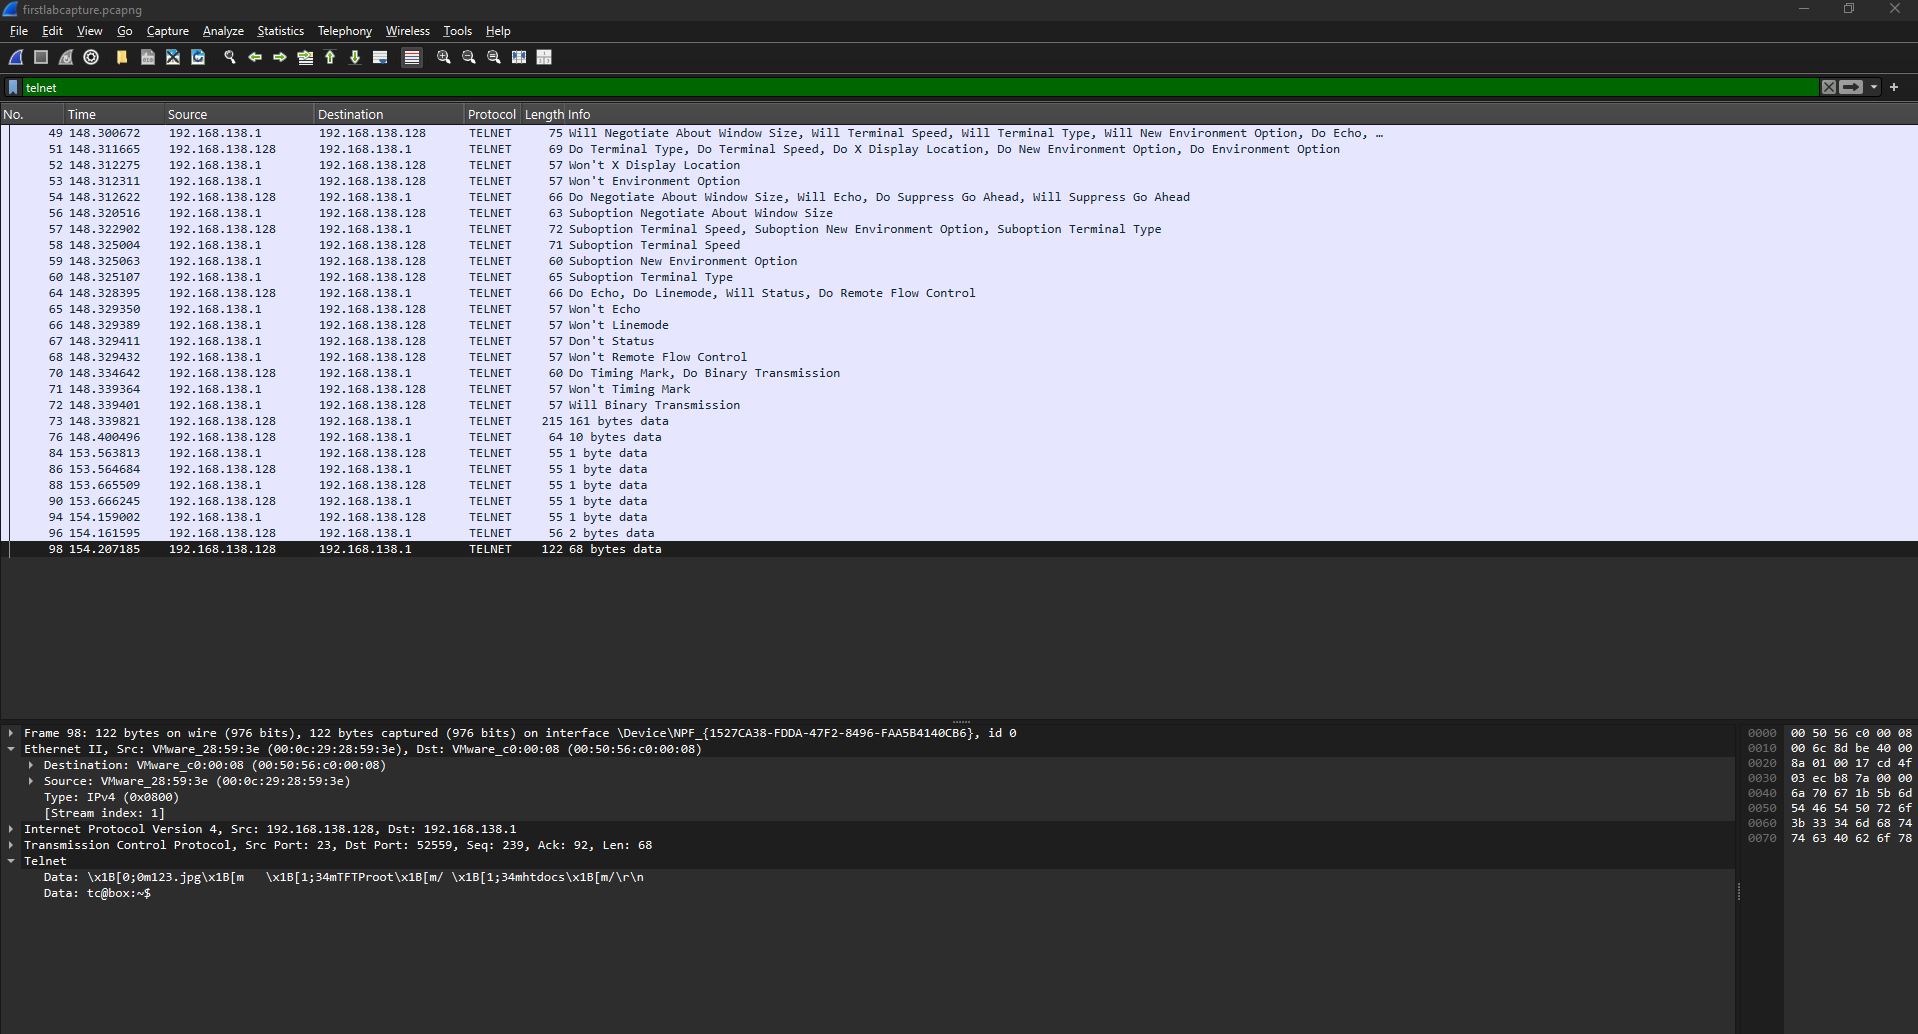 firstlabcapture.pcapng
File Edit View Go Capture Analyze Statistics Telephony Wireless Tools Help
telnet
No. Time Source Destination Protocol Length Info
49 148.300672 192.168.138.1 192.168.138.128 TELNET 75 Will Negotiate About Window Size, Will Terminal Speed, Will Terminal Type, Will New Environment Option, Do Echo, …
51 148.311665 192.168.138.128 192.168.138.1 TELNET 69 Do Terminal Type, Do Terminal Speed, Do X Display Location, Do New Environment Option, Do Environment Option
52 148.312275 192.168.138.1 192.168.138.128 TELNET 57 Won't X Display Location
53 148.312311 192.168.138.1 192.168.138.128 TELNET 57 Won't Environment Option
54 148.312622 192.168.138.128 192.168.138.1 TELNET 66 Do Negotiate About Window Size, Will Echo, Do Suppress Go Ahead, Will Suppress Go Ahead
56 148.320516 192.168.138.1 192.168.138.128 TELNET 63 Suboption Negotiate About Window Size
57 148.322902 192.168.138.128 192.168.138.1 TELNET 72 Suboption Terminal Speed, Suboption New Environment Option, Suboption Terminal Type
58 148.325004 192.168.138.1 192.168.138.128 TELNET 71 Suboption Terminal Speed
59 148.325063 192.168.138.1 192.168.138.128 TELNET 60 Suboption New Environment Option
60 148.325107 192.168.138.1 192.168.138.128 TELNET 65 Suboption Terminal Type
64 148.328395 192.168.138.128 192.168.138.1 TELNET 66 Do Echo, Do Linemode, Will Status, Do Remote Flow Control
65 148.329350 192.168.138.1 192.168.138.128 TELNET 57 Won't Echo
66 148.329389 192.168.138.1 192.168.138.128 TELNET 57 Won't Linemode
67 148.329411 192.168.138.1 192.168.138.128 TELNET 57 Don't Status
68 148.329432 192.168.138.1 192.168.138.128 TELNET 57 Won't Remote Flow Control
70 148.334642 192.168.138.128 192.168.138.1 TELNET 60 Do Timing Mark, Do Binary Transmission
71 148.339364 192.168.138.1 192.168.138.128 TELNET 57 Won't Timing Mark
72 148.339401 192.168.138.1 192.168.138.128 TELNET 57 Will Binary Transmission
73 148.339821 192.168.138.128 192.168.138.1 TELNET 215 161 bytes data
76 148.400496 192.168.138.128 192.168.138.1 TELNET 64 10 bytes data
84 153.563813 192.168.138.1 192.168.138.128 TELNET 55 1 byte data
86 153.564684 192.168.138.128 192.168.138.1 TELNET 55 1 byte data
88 153.665509 192.168.138.1 192.168.138.128 TELNET 55 1 byte data
90 153.666245 192.168.138.128 192.168.138.1 TELNET 55 1 byte data
94 154.159002 192.168.138.1 192.168.138.128 TELNET 55 1 byte data
96 154.161595 192.168.138.128 192.168.138.1 TELNET 56 2 bytes data
98 154.207185 192.168.138.128 192.168.138.1 TELNET 122 68 bytes data
Frame 98: 122 bytes on wire (976 bits), 122 bytes captured (976 bits) on interface \Device\NPF_{1527CA38-FDDA-47F2-8496-FAA5B4140CB6}, id 0
Ethernet II, Src: VMware_28:59:3e (00:0c:29:28:59:3e), Dst: VMware_c0:00:08 (00:50:56:c0:00:08)
Destination: VMware_c0:00:08 (00:50:56:c0:00:08)
Source: VMware_28:59:3e (00:0c:29:28:59:3e)
Type: IPv4 (0x0800)
[Stream index: 1]
Internet Protocol Version 4, Src: 192.168.138.128, Dst: 192.168.138.1
Transmission Control Protocol, Src Port: 23, Dst Port: 52559, Seq: 239, Ack: 92, Len: 68
Telnet
Data: \x1B[0;0m123.jpg\x1B[m   \x1B[1;34mTFTProot\x1B[m/ \x1B[1;34mhtdocs\x1B[m/\r\n
Data: tc@box:~$
0000 00 50 56 c0 00 08
0010 00 6c 8d be 40 00
0020 8a 01 00 17 cd 4f
0030 03 ec b8 7a 00 00
0040 6a 70 67 1b 5b 6d
0050 54 46 54 50 72 6f
0060 3b 33 34 6d 68 74
0070 74 63 40 62 6f 78